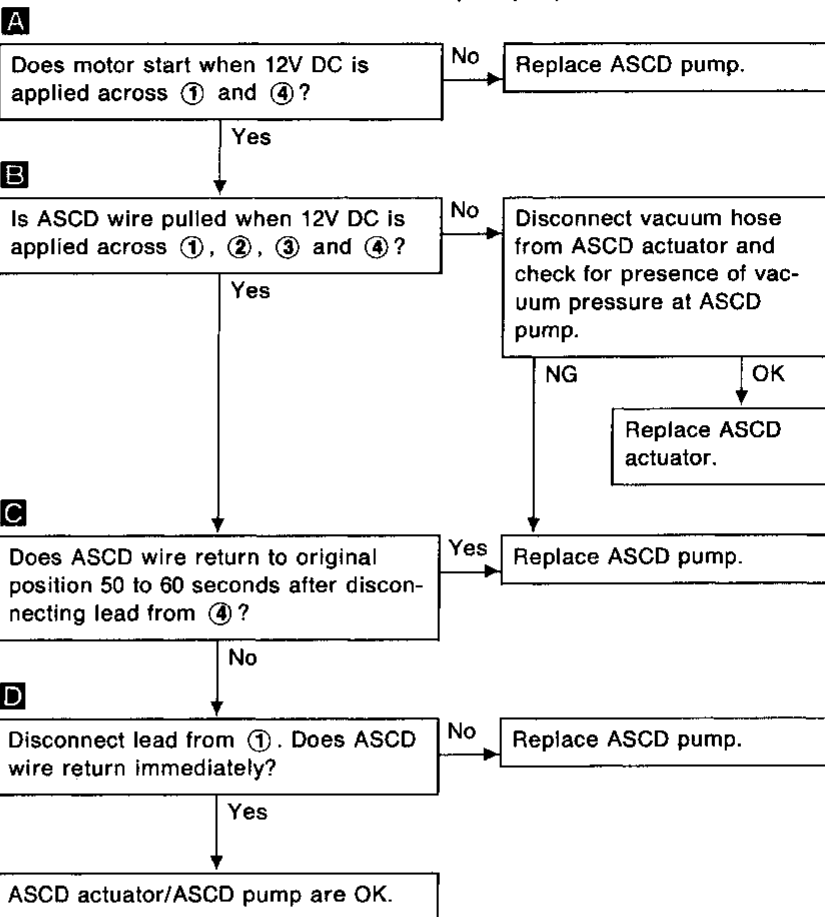 A
Does motor start when 12V DC is
applied across ① and ④?
No
Replace ASCD pump.
Yes
B
Is ASCD wire pulled when 12V DC is
applied across ①, ②, ③ and ④?
No
Disconnect vacuum hose
from ASCD actuator and
check for presence of vac-
uum pressure at ASCD
pump.
Yes
NG
OK
Replace ASCD
actuator.
C
Does ASCD wire return to original
position 50 to 60 seconds after discon-
necting lead from ④?
Yes
Replace ASCD pump.
No
D
Disconnect lead from ①. Does ASCD
wire return immediately?
No
Replace ASCD pump.
Yes
ASCD actuator/ASCD pump are OK.